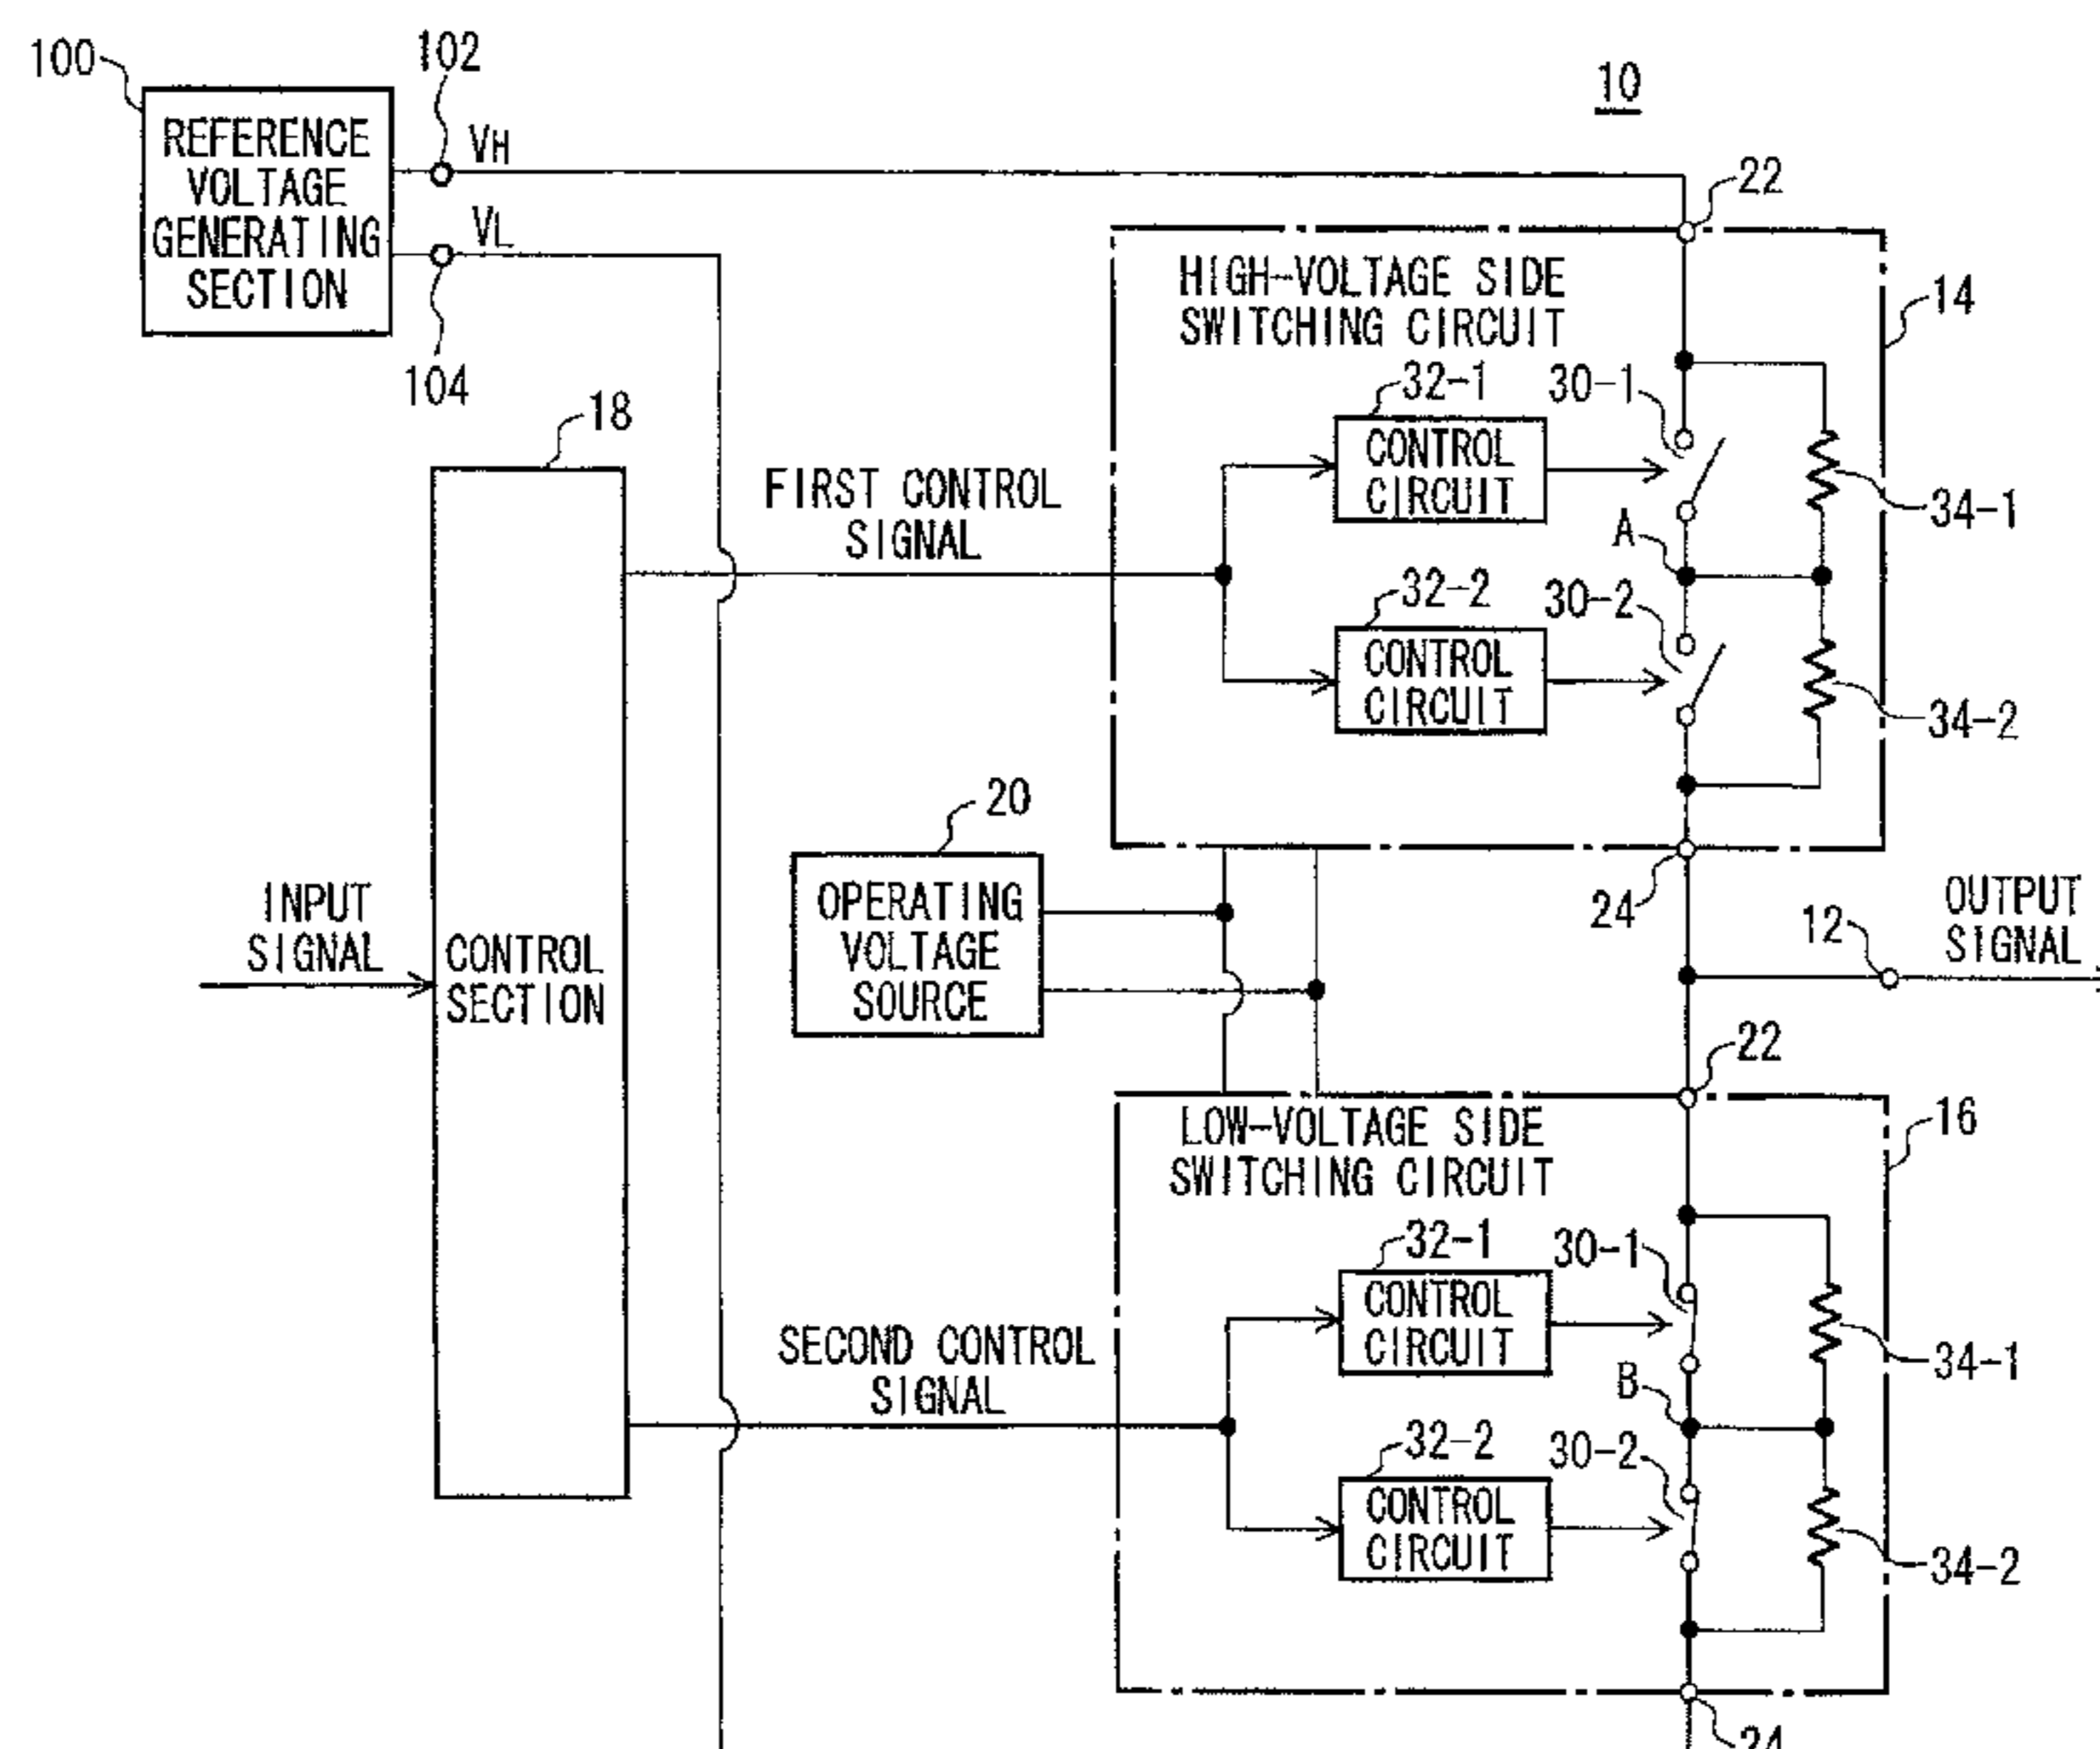 100
102
10
REFERENCE
VOLTAGE
GENERATING
SECTION
VH
VL
104
22
HIGH-VOLTAGE SIDE
SWITCHING CIRCUIT
14
32-1
30-1
CONTROL
CIRCUIT
34-1
18
FIRST CONTROL
SIGNAL
A
32-2
30-2
CONTROL
CIRCUIT
34-2
20
OPERATING
VOLTAGE
SOURCE
24
12
OUTPUT
SIGNAL
INPUT
SIGNAL
CONTROL
SECTION
22
LOW-VOLTAGE SIDE
SWITCHING CIRCUIT
16
32-1
30-1
CONTROL
CIRCUIT
34-1
SECOND CONTROL
SIGNAL
B
32-2
30-2
CONTROL
CIRCUIT
34-2
24